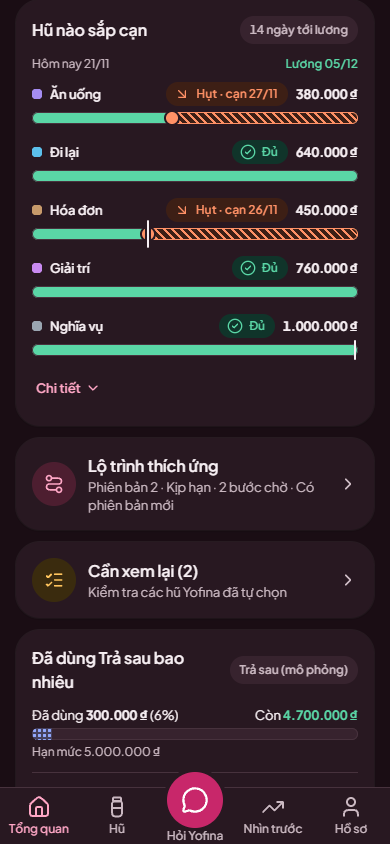 Hũ nào sắp cạn
14 ngày tới lương
Hôm nay 21/11
Lương 05/12
Ăn uống
Hụt · cạn 27/11
380.000 ₫
Đi lại
Đủ
640.000 ₫
Hóa đơn
Hụt · cạn 26/11
450.000 ₫
Giải trí
Đủ
760.000 ₫
Nghĩa vụ
Đủ
1.000.000 ₫
Chi tiết
Lộ trình thích ứng
Phiên bản 2 · Kịp hạn · 2 bước chờ · Có
phiên bản mới
Cần xem lại (2)
Kiểm tra các hũ Yofina đã tự chọn
Đã dùng Trả sau bao
nhiêu
Trả sau (mô phỏng)
Đã dùng 300.000 ₫ (6%)
Còn 4.700.000 ₫
Hạn mức 5.000.000 ₫
Tổng quan
Hũ
Hỏi Yofina
Nhìn trước
Hồ sơ